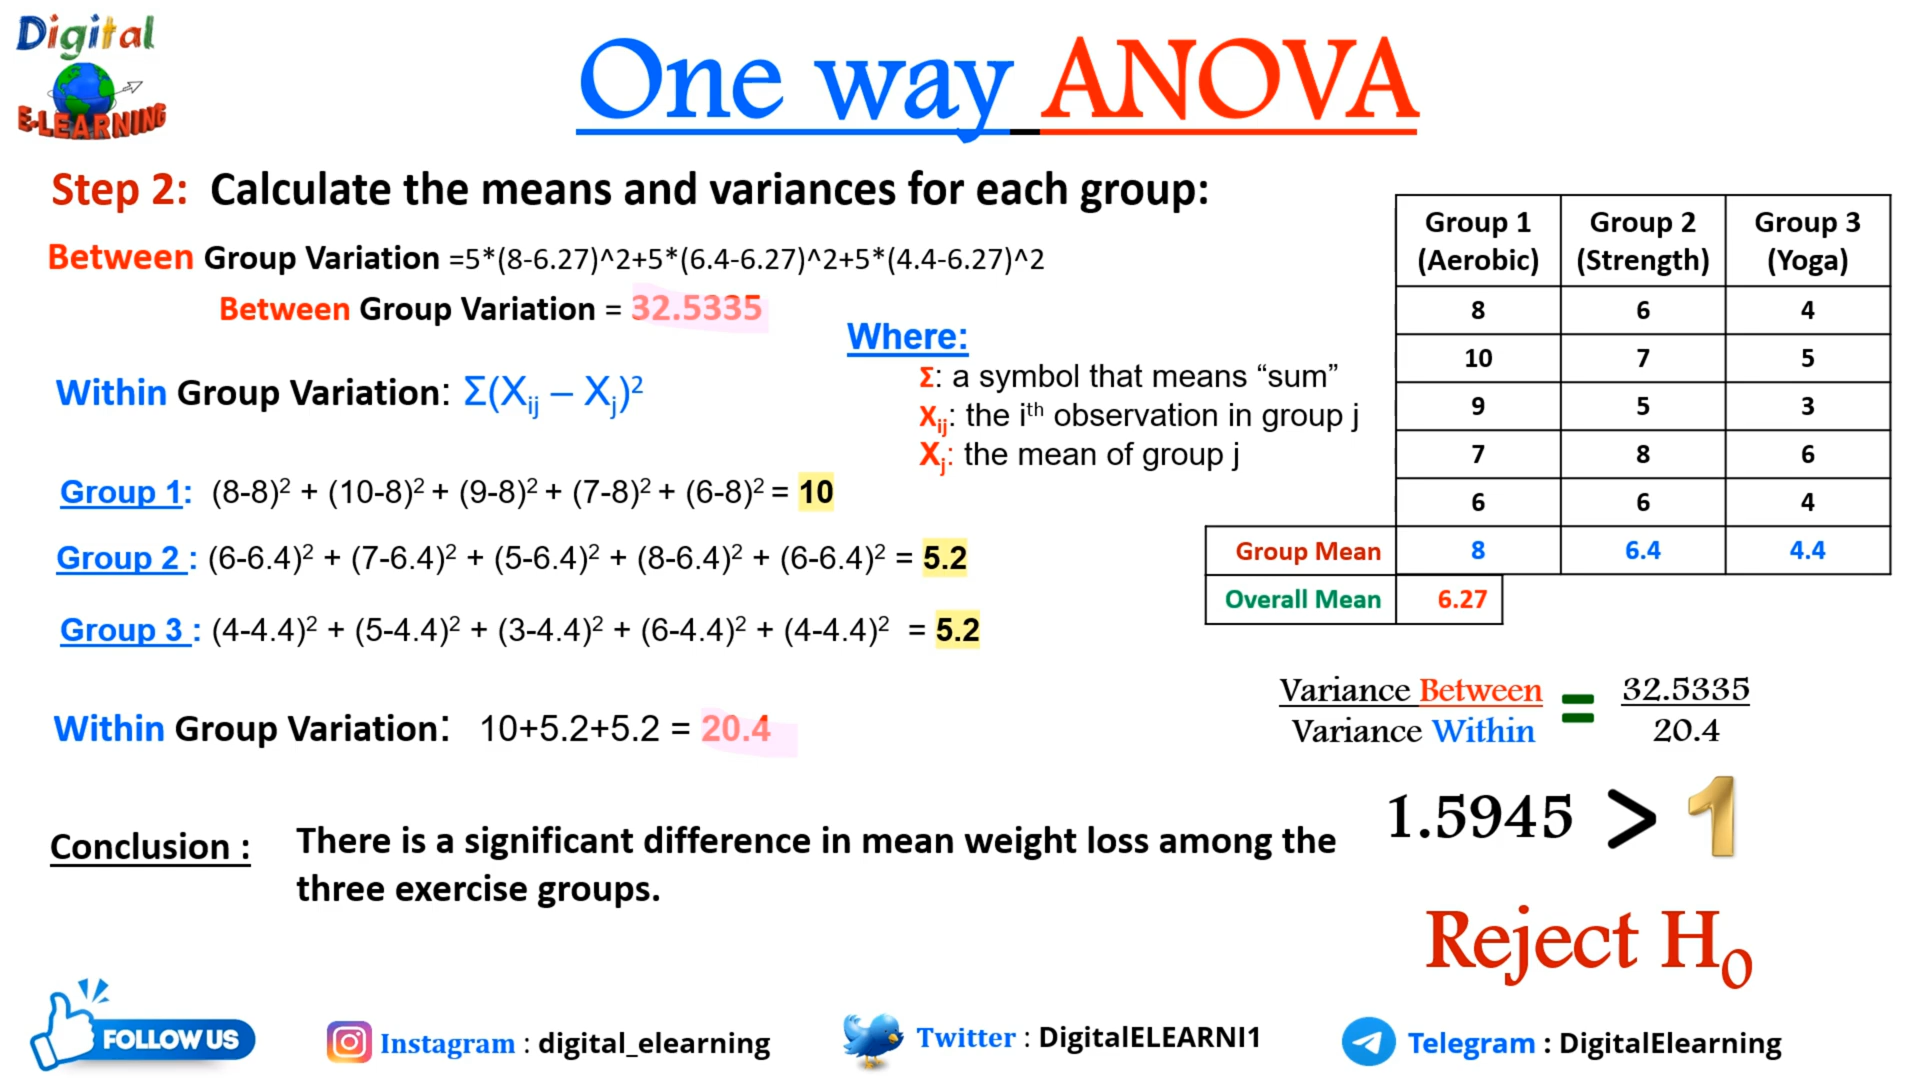 Digital
E-LEARNING
One way ANOVA
Step 2: Calculate the means and variances for each group:
Between Group Variation =5*(8-6.27)^2+5*(6.4-6.27)^2+5*(4.4-6.27)^2
Between Group Variation = 32.5335
Within Group Variation: Σ(Xij – Xj)²
Where:
Σ: a symbol that means “sum”
Xij: the ith observation in group j
Xj: the mean of group j
Group 1: (8-8)² + (10-8)² + (9-8)² + (7-8)² + (6-8)² = 10
Group 2 : (6-6.4)² + (7-6.4)² + (5-6.4)² + (8-6.4)² + (6-6.4)² = 5.2
Group 3 : (4-4.4)² + (5-4.4)² + (3-4.4)² + (6-4.4)² + (4-4.4)² = 5.2
Within Group Variation: 10+5.2+5.2 = 20.4
Conclusion : There is a significant difference in mean weight loss among the
three exercise groups.
Group 1 Group 2 Group 3
(Aerobic) (Strength) (Yoga)
8 6 4
10 7 5
9 5 3
7 8 6
6 6 4
Group Mean 8 6.4 4.4
Overall Mean 6.27
Variance Between = 32.5335
Variance Within 20.4
1.5945 > 1
Reject H0
FOLLOW US
Instagram : digital_elearning
Twitter : DigitalELEARNI1
Telegram : DigitalElearning